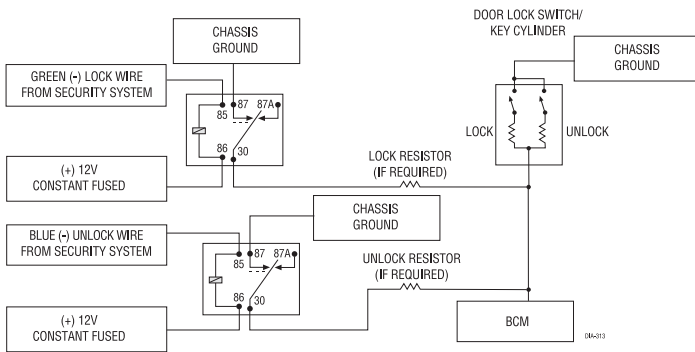 DOOR LOCK SWITCH/
KEY CYLINDER
CHASSIS
GROUND
CHASSIS
GROUND
GREEN (-) LOCK WIRE
FROM SECURITY SYSTEM
85
87
87A
86
30
LOCK
UNLOCK
(+) 12V
CONSTANT FUSED
LOCK RESISTOR
(IF REQUIRED)
CHASSIS
GROUND
BLUE (-) UNLOCK WIRE
FROM SECURITY SYSTEM
85
87
87A
86
30
UNLOCK RESISTOR
(IF REQUIRED)
(+) 12V
CONSTANT FUSED
BCM
DIA-313